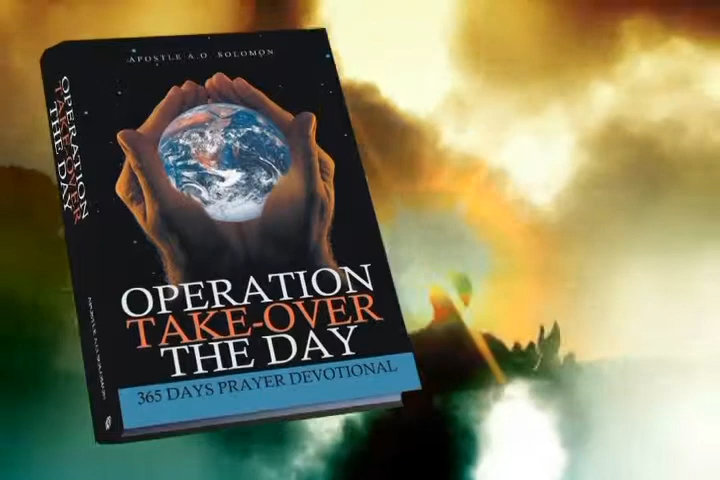 APOSTLE A.O. SOLOMON
OPERATION
TAKE-OVER
THE DAY
365 DAYS PRAYER DEVOTIONAL
OPERATION
TAKE-OVER
THE DAY